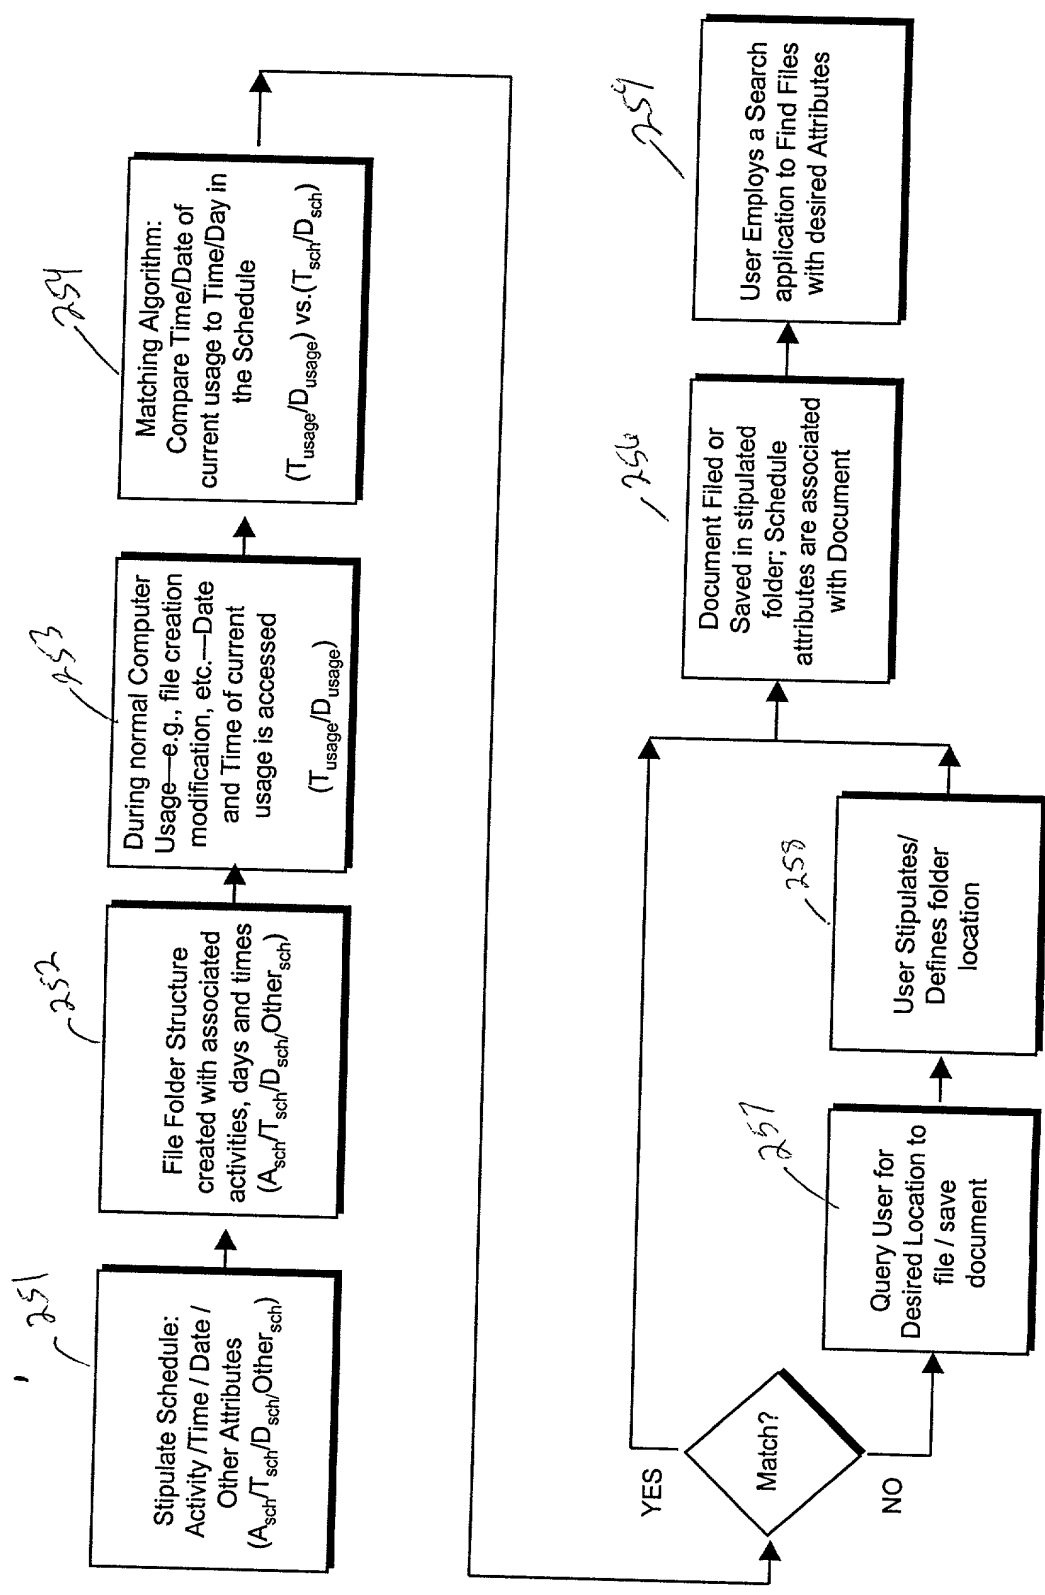 251
Stipulate Schedule:
Activity /Time / Date /
Other Attributes
(Asch/Tsch/Dsch/Othersch)
252
File Folder Structure
created with associated
activities, days and times
(Asch/Tsch/Dsch/Othersch)
253
During normal Computer
Usage—e.g., file creation
modification, etc.—Date
and Time of current
usage is accessed
(Tusage/Dusage)
254
Matching Algorithm:
Compare Time/Date of
current usage to Time/Day in
the Schedule
(Tusage/Dusage) vs.(Tsch/Dsch)
Match?
YES
NO
257
Query User for
Desired Location to
file / save
document
258
User Stipulates/
Defines folder
location
256
Document Filed or
Saved in stipulated
folder; Schedule
attributes are associated
with Document
259
User Employs a Search
application to Find Files
with desired Attributes